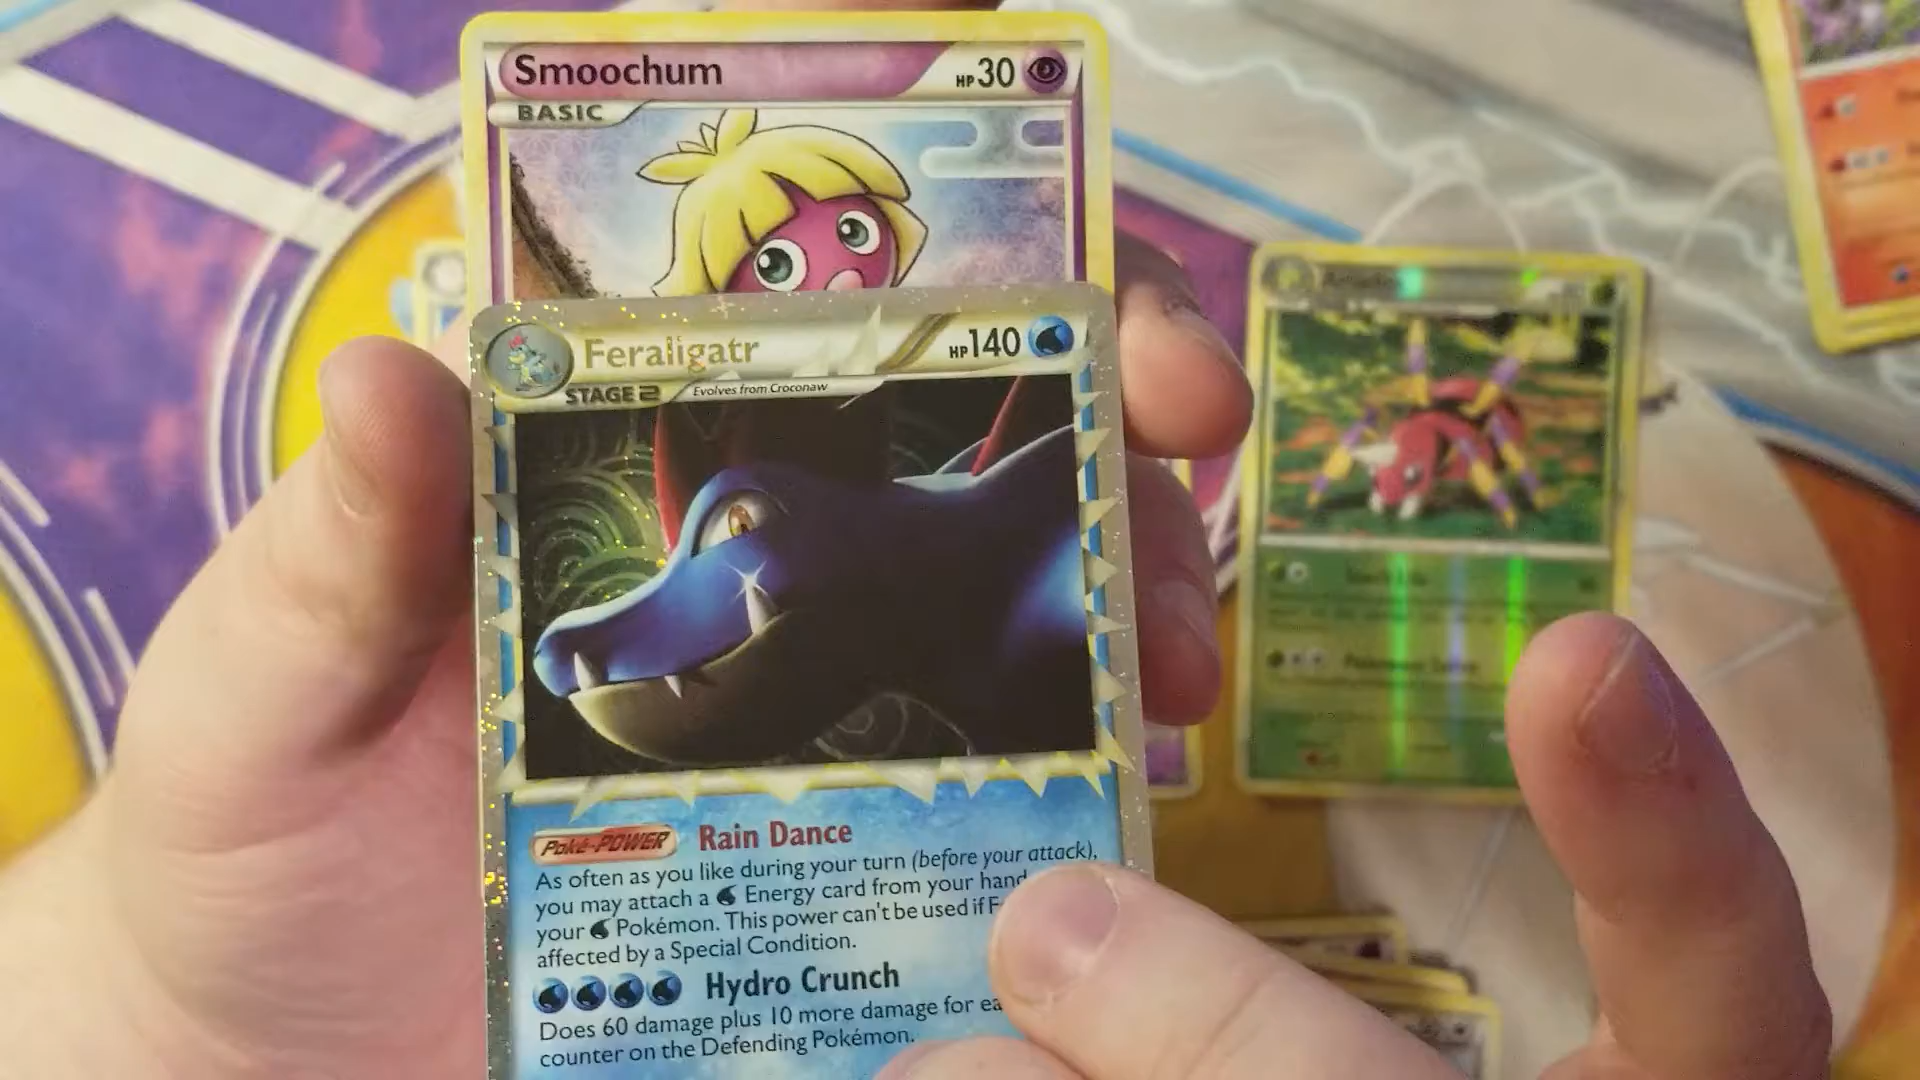 Smoochum
HP 30
BASIC
Feraligatr
HP 140
STAGE 2
Evolves from Croconaw
Poké-POWER Rain Dance
As often as you like during your turn (before your attack),
you may attach a Energy card from your hand
your Pokémon. This power can't be used if F
affected by a Special Condition.
Hydro Crunch
Does 60 damage plus 10 more damage for ea
counter on the Defending Pokémon.